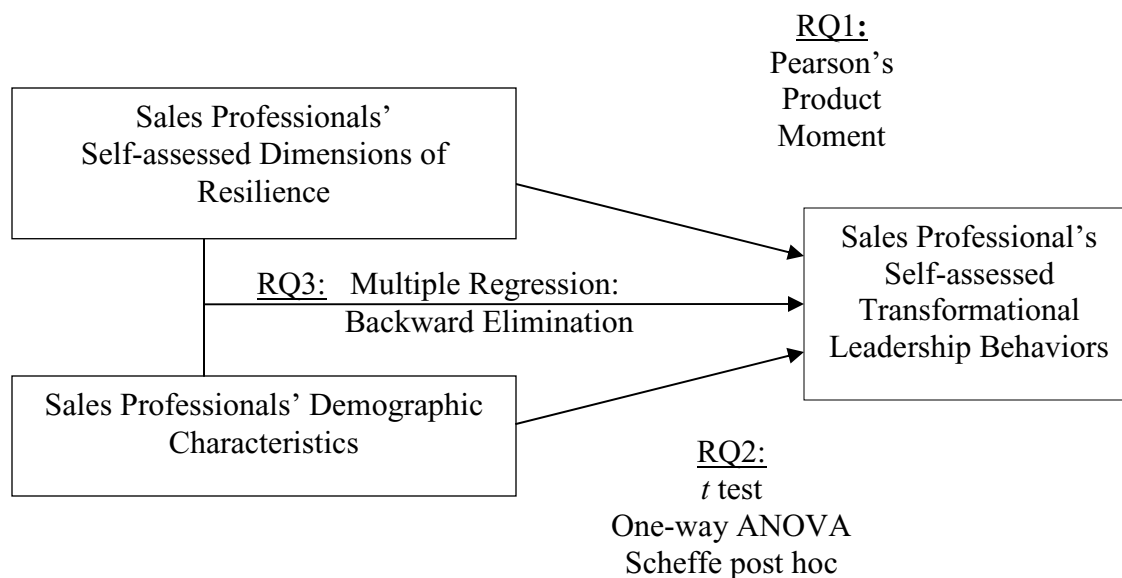 RQ1:
Pearson’s
Product
Moment
Sales Professionals’
Self-assessed Dimensions of
Resilience
Sales Professional’s
Self-assessed
Transformational
Leadership Behaviors
RQ3: Multiple Regression:
Backward Elimination
Sales Professionals’ Demographic
Characteristics
RQ2:
t test
One-way ANOVA
Scheffe post hoc